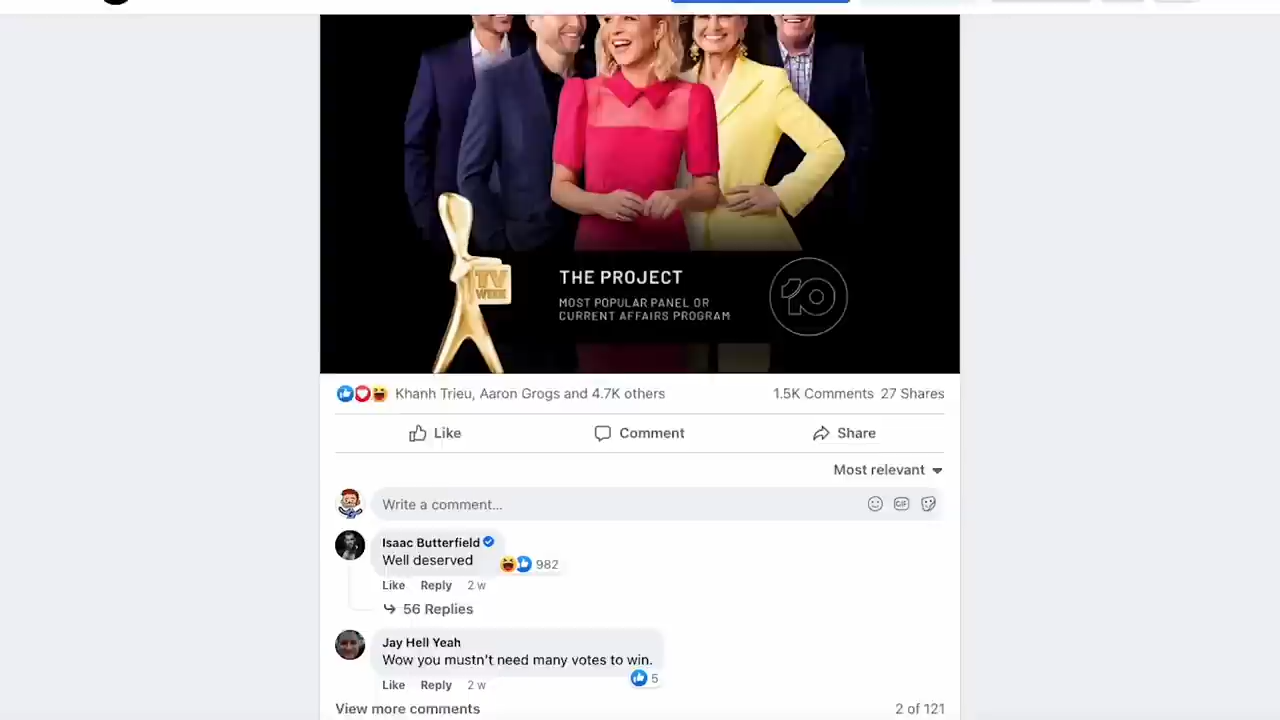 TV
WEEK
THE PROJECT
MOST POPULAR PANEL OR
CURRENT AFFAIRS PROGRAM
10
Khanh Trieu, Aaron Grogs and 4.7K others
1.5K Comments 27 Shares
Like
Comment
Share
Most relevant
Write a comment...
GIF
Isaac Butterfield
Well deserved
982
Like Reply 2 w
56 Replies
Jay Hell Yeah
Wow you mustn't need many votes to win.
5
Like Reply 2 w
View more comments
2 of 121